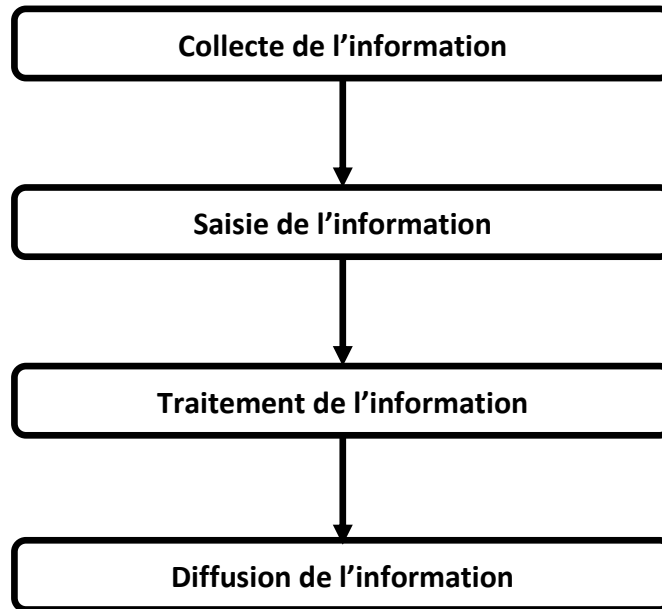 Collecte de l’information
Saisie de l’information
Traitement de l’information
Diffusion de l’information